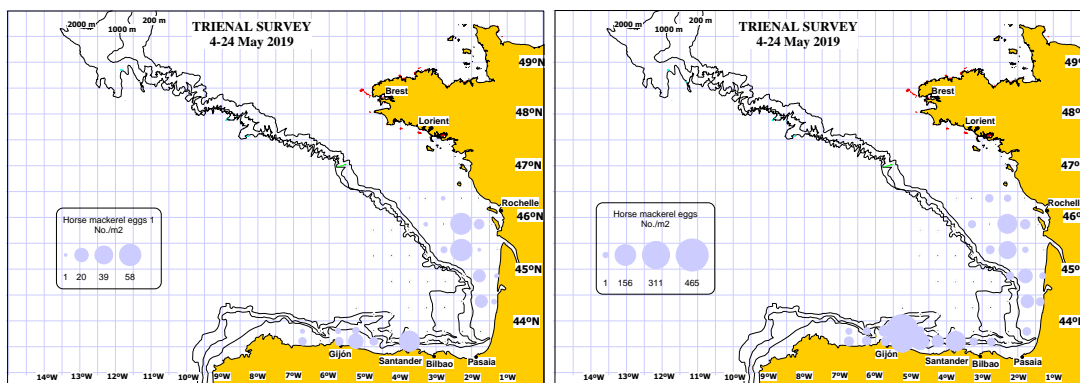 2000 m
200 m
1000 m
TRIENAL SURVEY
4-24 May 2019
49ºN
Brest
48ºN
Lorient
47ºN
Rochelle
46ºN
Horse mackerel eggs 1
No./m2
1 20 39 58
45ºN
44ºN
Gijón
Santander
Bilbao
Pasaia
14ºW 13ºW 12ºW 11ºW 10ºW 9ºW 8ºW 7ºW 6ºW 5ºW 4ºW 3ºW 2ºW 1ºW
2000 m
200 m
1000 m
TRIENAL SURVEY
4-24 May 2019
49ºN
Brest
48ºN
Lorient
47ºN
Rochelle
46ºN
Horse mackerel eggs
No./m2
1 156 311 465
45ºN
44ºN
Gijón
Santander
Bilbao
Pasaia
14ºW 13ºW 12ºW 11ºW 10ºW 9ºW 8ºW 7ºW 6ºW 5ºW 4ºW 3ºW 2ºW 1ºW